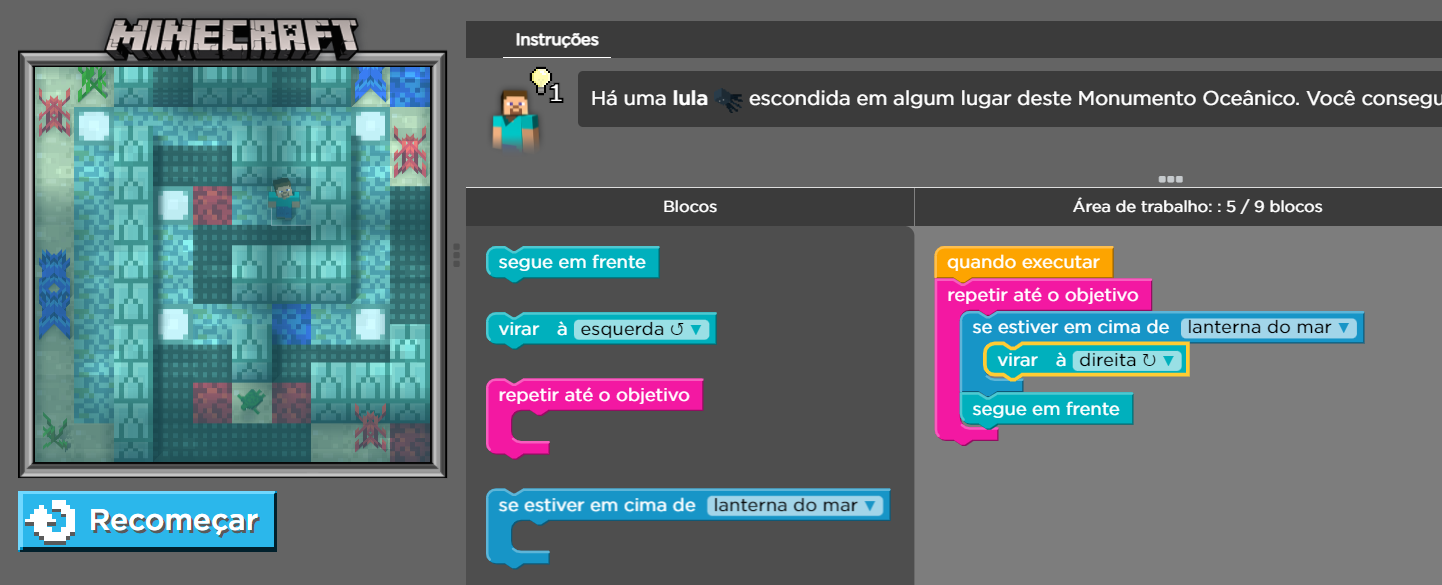 MINECRAFT
Instruções
1
Há uma lula escondida em algum lugar deste Monumento Oceânico. Você consegu
Blocos
Área de trabalho: : 5 / 9 blocos
segue em frente
virar à esquerda ↺ ▼
repetir até o objetivo
se estiver em cima de lanterna do mar ▼
quando executar
repetir até o objetivo
se estiver em cima de lanterna do mar ▼
virar à direita ↻ ▼
segue em frente
Recomeçar